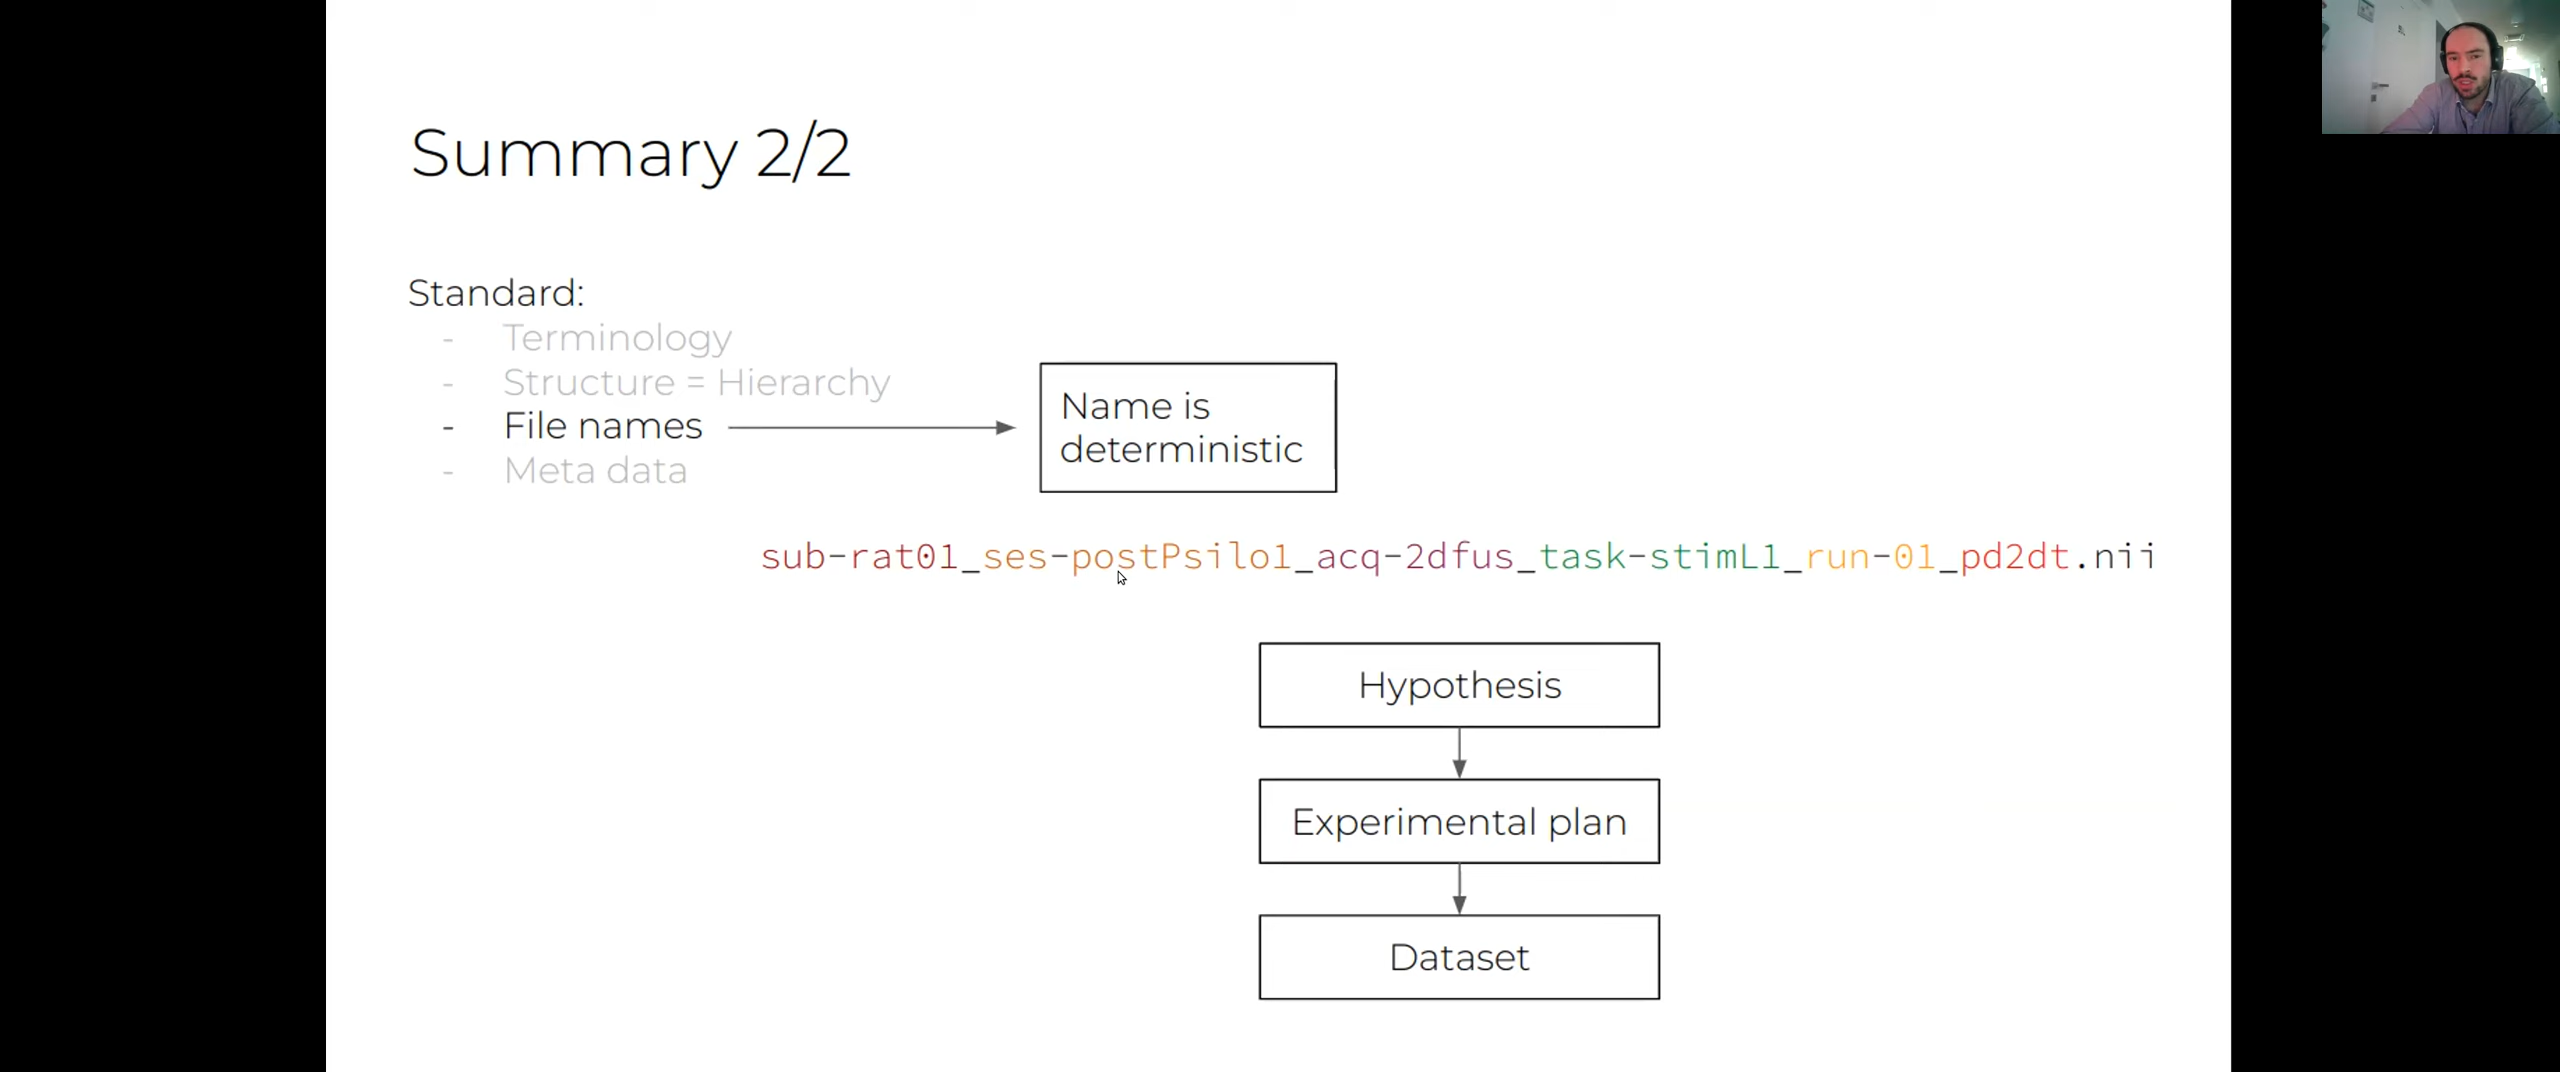 Summary 2/2
Standard:
- Terminology
- Structure = Hierarchy
- File names
- Meta data
Name is
deterministic
sub-rat01_ses-postPsilo1_acq-2dfus_task-stimL1_run-01_pd2dt.nii
Hypothesis
Experimental plan
Dataset